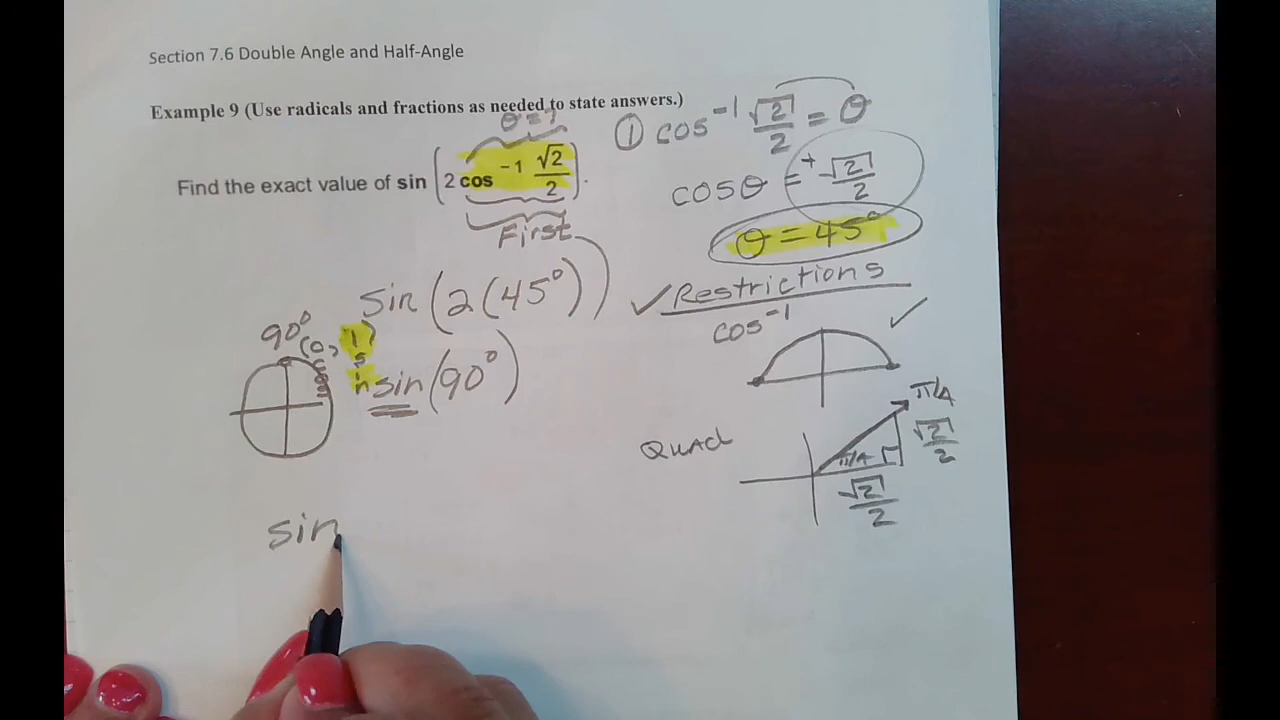 Section 7.6 Double Angle and Half-Angle
Example 9 (Use radicals and fractions as needed to state answers.)
θ = ?
① cos⁻¹ √2/2 = θ
Find the exact value of sin (2 cos⁻¹ √2/2).
First
cosθ = +√2/2
θ = 45°
sin(2(45°))
✓ Restrictions
cos⁻¹
✓
90°
(0, 1)
sin
sin(90°)
π/4
QUAD
π/4
√2/2
√2/2
sin